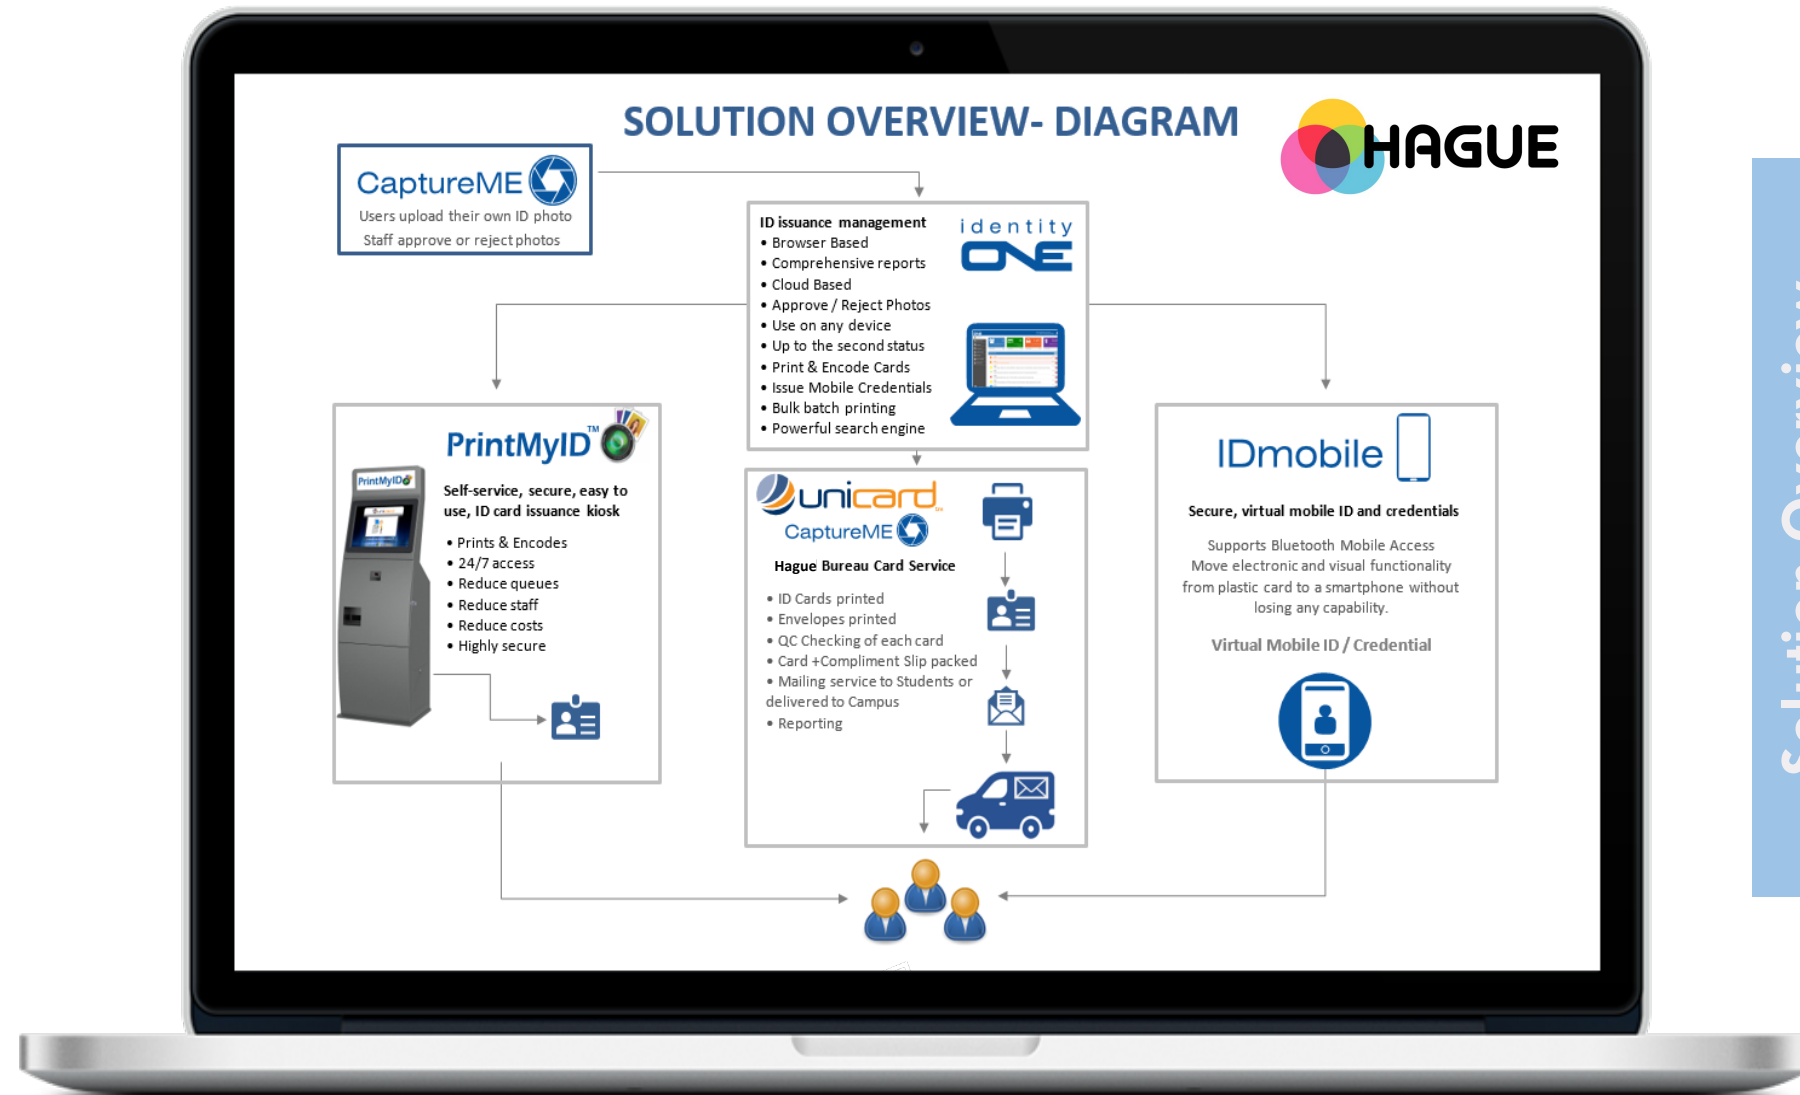 SOLUTION OVERVIEW- DIAGRAM
HAGUE
CaptureME
Users upload their own ID photo
Staff approve or reject photos
ID issuance management
• Browser Based
• Comprehensive reports
• Cloud Based
• Approve / Reject Photos
• Use on any device
• Up to the second status
• Print & Encode Cards
• Issue Mobile Credentials
• Bulk batch printing
• Powerful search engine
identity
ONE
PrintMyID™
PrintMyID
Self-service, secure, easy to
use, ID card issuance kiosk
• Prints & Encodes
• 24/7 access
• Reduce queues
• Reduce staff
• Reduce costs
• Highly secure
unicard
CaptureME
Hague Bureau Card Service
• ID Cards printed
• Envelopes printed
• QC Checking of each card
• Card +Compliment Slip packed
• Mailing service to Students or
delivered to Campus
• Reporting
IDmobile
Secure, virtual mobile ID and credentials
Supports Bluetooth Mobile Access
Move electronic and visual functionality
from plastic card to a smartphone without
losing any capability.
Virtual Mobile ID / Credential
Solution Overview